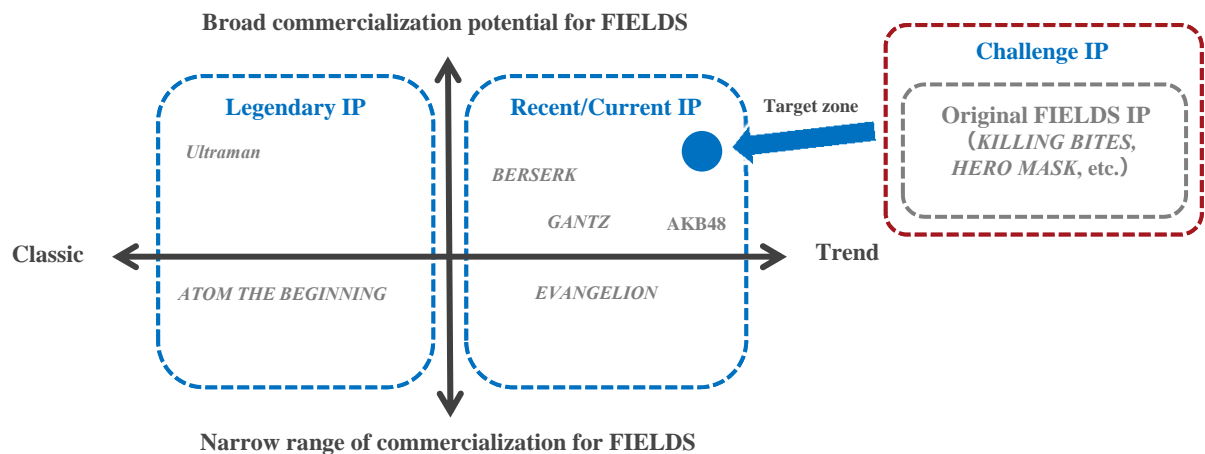 Broad commercialization potential for FIELDS
Challenge IP
Legendary IP
Recent/Current IP
Target zone
Original FIELDS IP
（KILLING BITES,
HERO MASK, etc.）
Ultraman
BERSERK
GANTZ
AKB48
Classic
Trend
ATOM THE BEGINNING
EVANGELION
Narrow range of commercialization for FIELDS